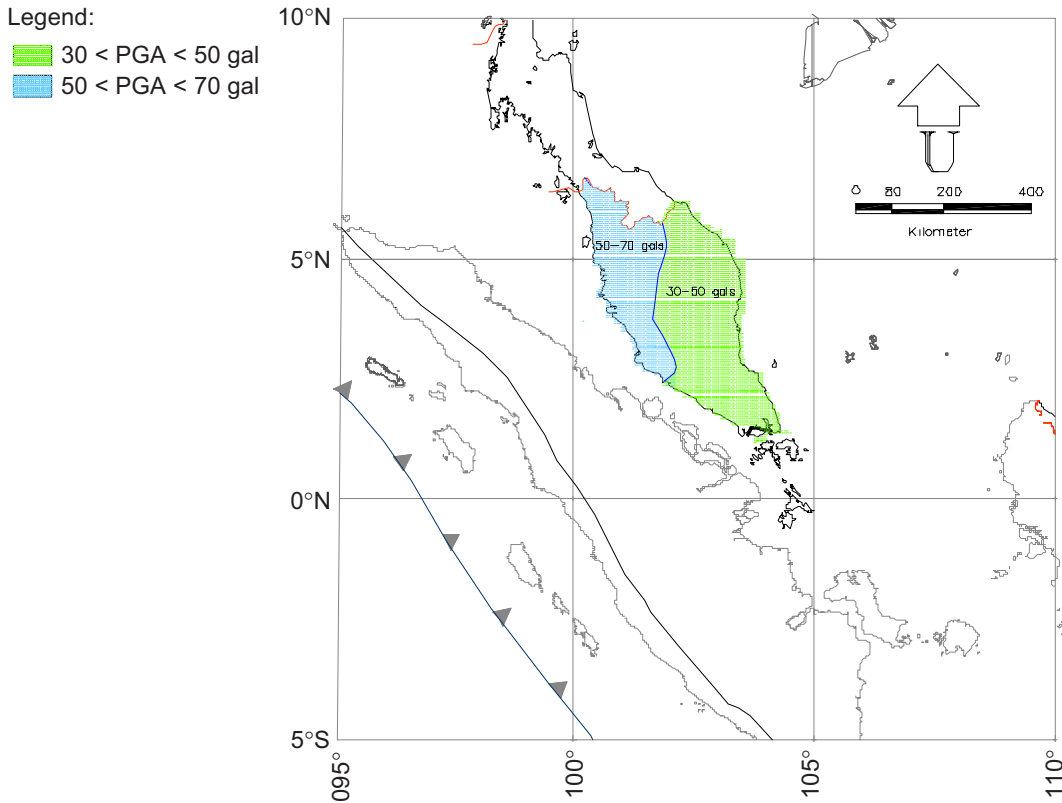 Legend:
30 < PGA < 50 gal
50 < PGA < 70 gal
10°N
5°N
0°N
5°S
095°
100°
105°
110°
50-70 gals
30-50 gals
0 80 200 400
Kilometer